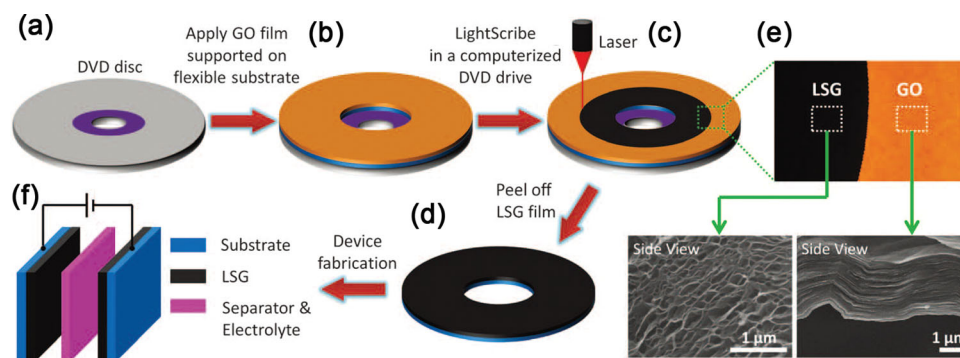 (a)
DVD disc
Apply GO film
supported on
flexible substrate
(b)
LightScribe
in a computerized
DVD drive
Laser
(c)
(e)
LSG
GO
Peel off
LSG film
(d)
Device
fabrication
(f)
Substrate
LSG
Separator &
Electrolyte
Side View
1 µm
Side View
1 µm